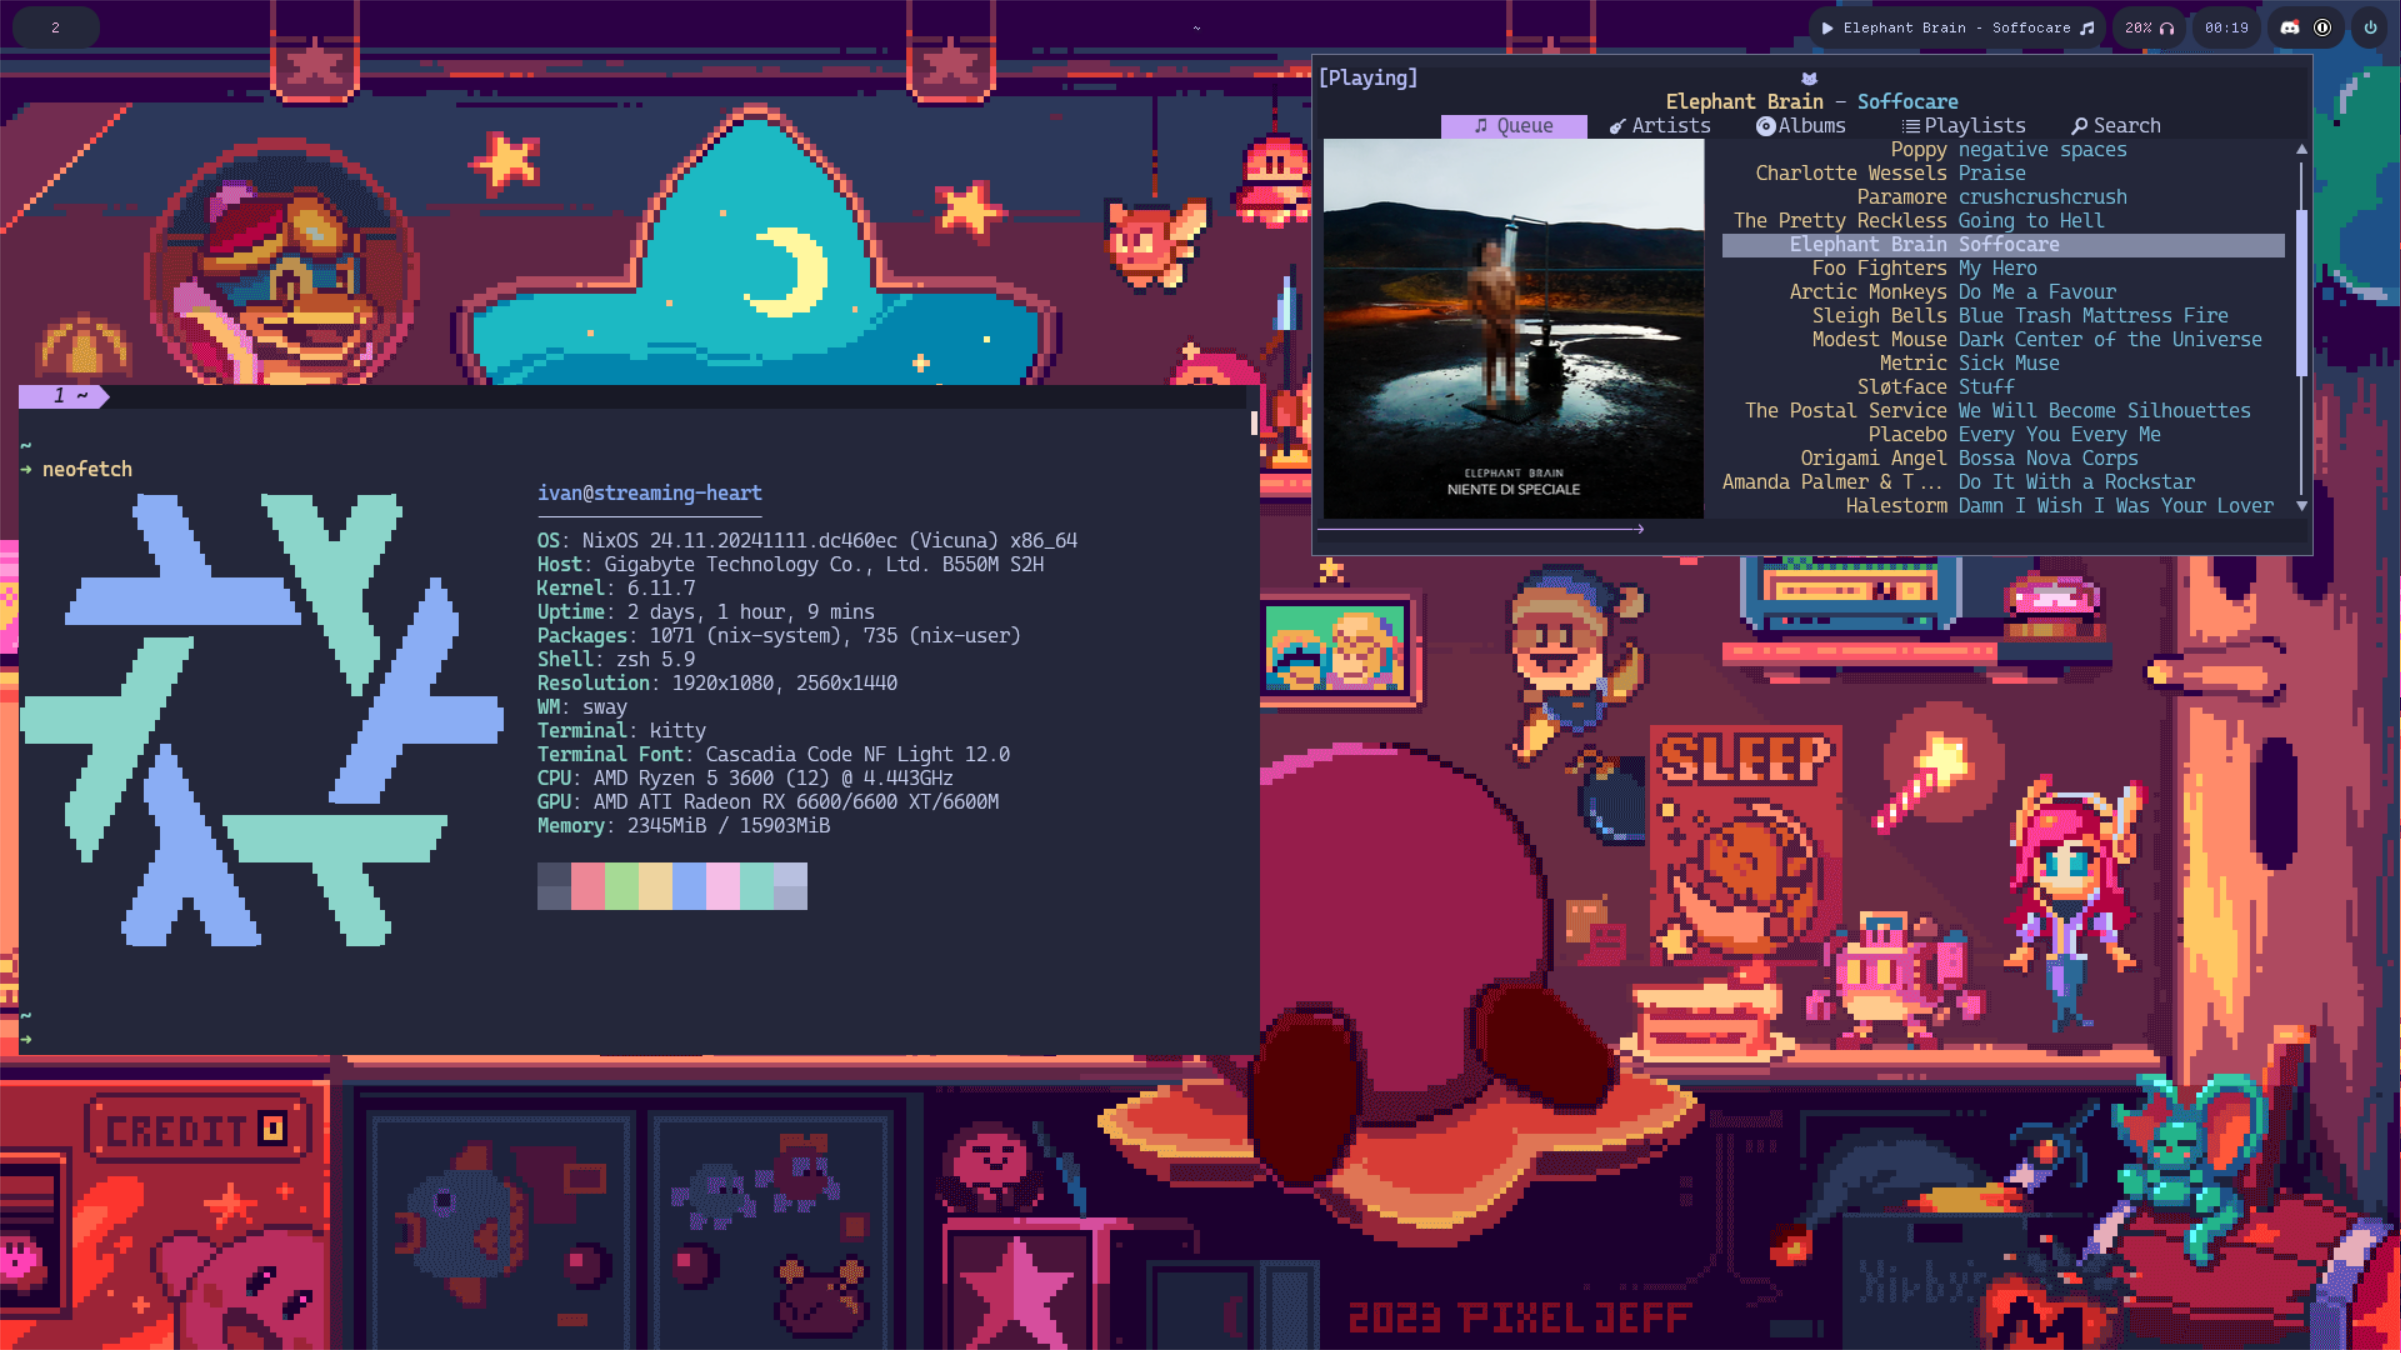 2
~
Elephant Brain - Soffocare
20%
00:19
[Playing]
Elephant Brain - Soffocare
Queue
Artists
Albums
Playlists
Search
Poppy negative spaces
Charlotte Wessels Praise
Paramore crushcrushcrush
The Pretty Reckless Going to Hell
Elephant Brain Soffocare
Foo Fighters My Hero
Arctic Monkeys Do Me a Favour
Sleigh Bells Blue Trash Mattress Fire
Modest Mouse Dark Center of the Universe
Metric Sick Muse
Sløtface Stuff
The Postal Service We Will Become Silhouettes
Placebo Every You Every Me
Origami Angel Bossa Nova Corps
Amanda Palmer & T... Do It With a Rockstar
Halestorm Damn I Wish I Was Your Lover
ELEPHANT BRAIN
NIENTE DI SPECIALE
1 ~
~
→ neofetch
ivan@streaming-heart
OS: NixOS 24.11.20241111.dc460ec (Vicuna) x86_64
Host: Gigabyte Technology Co., Ltd. B550M S2H
Kernel: 6.11.7
Uptime: 2 days, 1 hour, 9 mins
Packages: 1071 (nix-system), 735 (nix-user)
Shell: zsh 5.9
Resolution: 1920x1080, 2560x1440
WM: sway
Terminal: kitty
Terminal Font: Cascadia Code NF Light 12.0
CPU: AMD Ryzen 5 3600 (12) @ 4.443GHz
GPU: AMD ATI Radeon RX 6600/6600 XT/6600M
Memory: 2345MiB / 15903MiB
~
→
SLEEP
CREDIT 0
Kirby's
2023 PIXEL JEFF